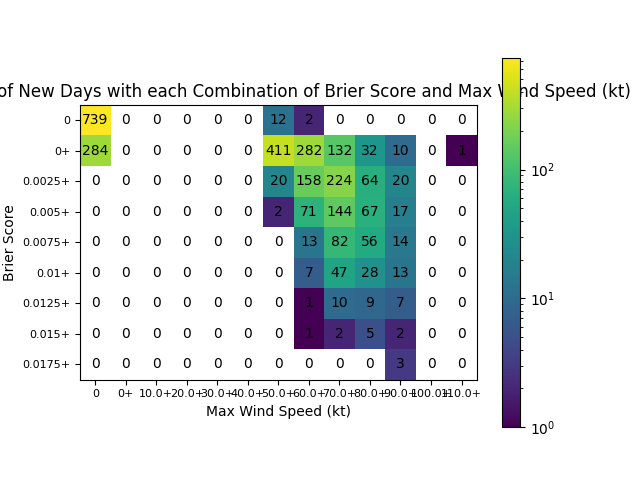 of New Days with each Combination of Brier Score and Max Wind Speed (kt)
0 739 0 0 0 0 0 12 2 0 0 0 0 0
0+ 284 0 0 0 0 0 411 282 132 32 10 0 1
0.0025+ 0 0 0 0 0 0 20 158 224 64 20 0 0
0.005+ 0 0 0 0 0 0 2 71 144 67 17 0 0
0.0075+ 0 0 0 0 0 0 0 13 82 56 14 0 0
0.01+ 0 0 0 0 0 0 0 7 47 28 13 0 0
0.0125+ 0 0 0 0 0 0 0 1 10 9 7 0 0
0.015+ 0 0 0 0 0 0 0 1 2 5 2 0 0
0.0175+ 0 0 0 0 0 0 0 0 0 0 3 0 0
0 0+ 10.0+ 20.0+ 30.0+ 40.0+ 50.0+ 60.0+ 70.0+ 80.0+ 90.0+ 100.0+ 110.0+
Max Wind Speed (kt)
Brier Score
10²
10¹
10⁰